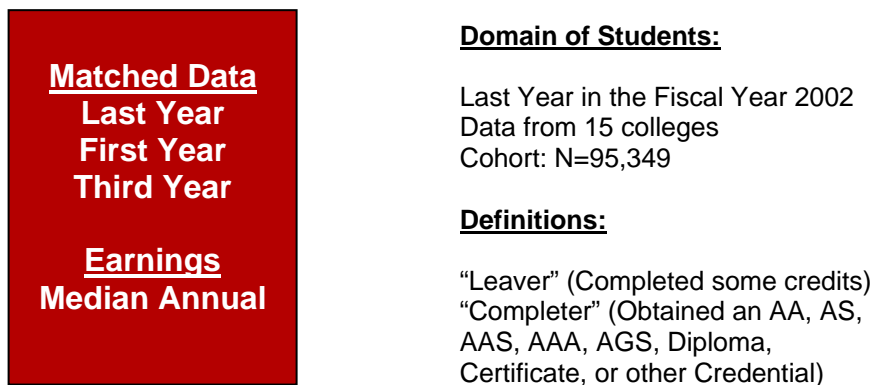 Matched Data
Last Year
First Year
Third Year
Earnings
Median Annual
Domain of Students:
Last Year in the Fiscal Year 2002
Data from 15 colleges
Cohort: N=95,349
Definitions:
“Leaver” (Completed some credits)
“Completer” (Obtained an AA, AS,
AAS, AAA, AGS, Diploma,
Certificate, or other Credential)